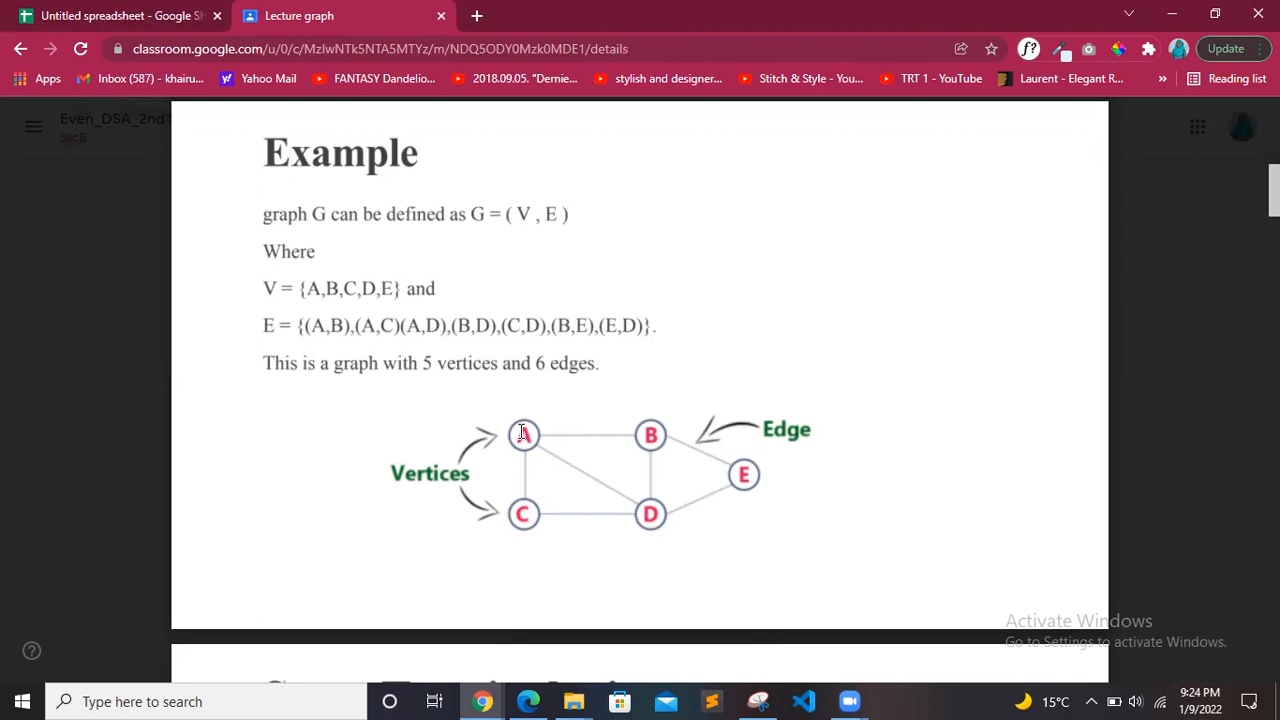 Untitled spreadsheet - Google Sh
Lecture graph
classroom.google.com/u/0/c/MzlwNTk5NTA5MTYz/m/NDQ5ODY0Mzk0MDE1/details
Update
Apps
Inbox (587) - khairu...
Yahoo Mail
FANTASY Dandelio...
2018.09.05. "Dernie...
stylish and designer...
Stitch & Style - You...
TRT 1 - YouTube
Laurent - Elegant R...
Reading list
Even_DSA_2nd S
SecB
Example
graph G can be defined as G = ( V , E )
Where
V = {A,B,C,D,E} and
E = {(A,B),(A,C)(A,D),(B,D),(C,D),(B,E),(E,D)}.
This is a graph with 5 vertices and 6 edges.
A
B
Edge
Vertices
E
C
D
Activate Windows
Go to Settings to activate Windows.
Type here to search
15°C
9:24 PM
1/9/2022